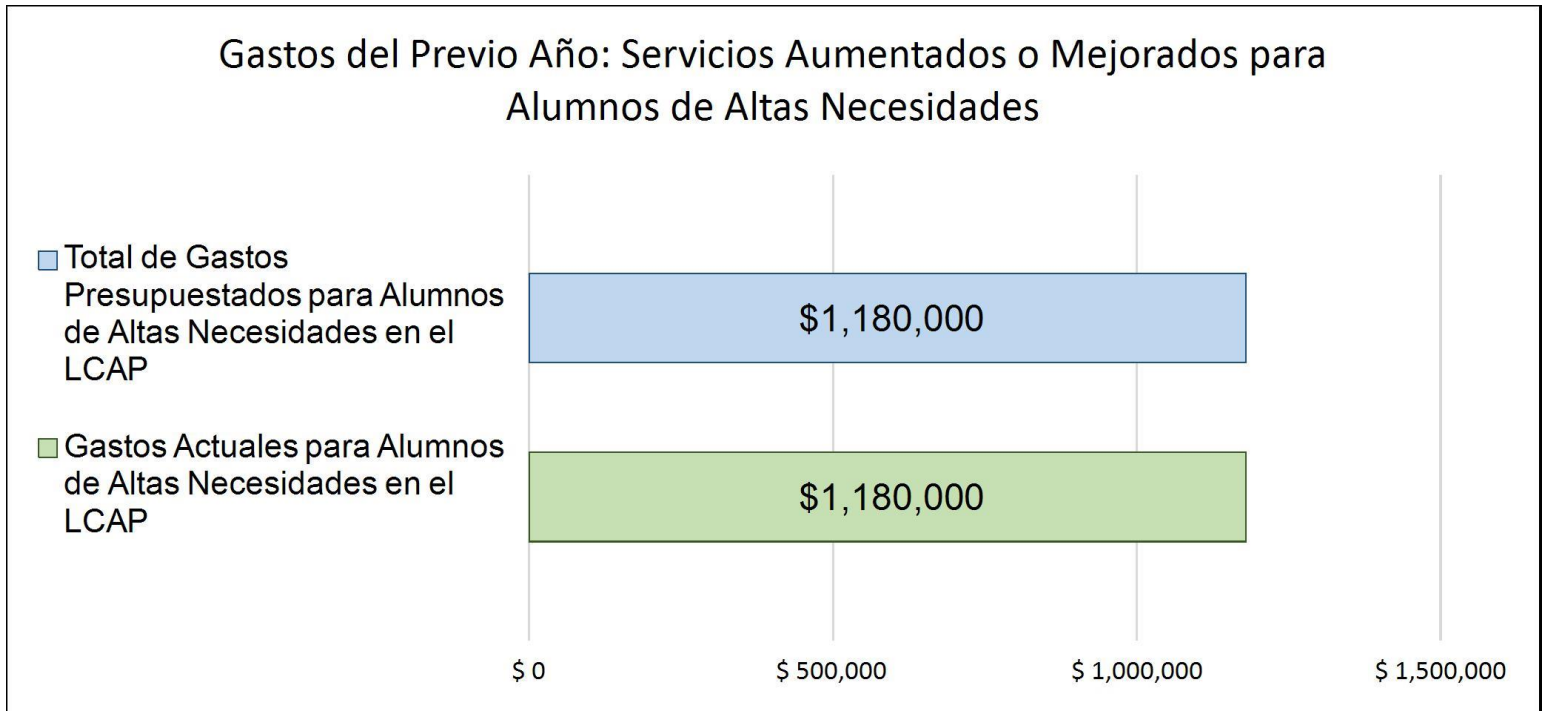 Gastos del Previo Año: Servicios Aumentados o Mejorados para
Alumnos de Altas Necesidades
Total de Gastos
Presupuestados para Alumnos
de Altas Necesidades en el
LCAP
$1,180,000
Gastos Actuales para Alumnos
de Altas Necesidades en el
LCAP
$1,180,000
$ 0
$ 500,000
$ 1,000,000
$ 1,500,000